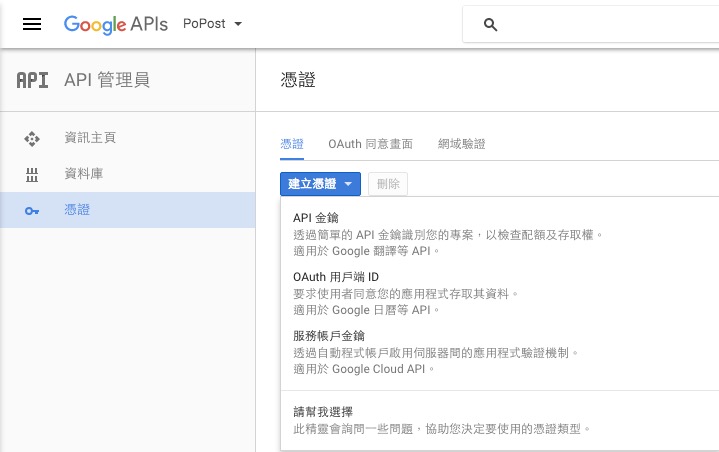 Google APIs PoPost
API API 管理員
憑證
資訊主頁
資料庫
憑證
憑證 OAuth 同意畫面 網域驗證
建立憑證 刪除
API 金鑰
透過簡單的 API 金鑰識別您的專案，以檢查配額及存取權。
適用於 Google 翻譯等 API。
OAuth 用戶端 ID
要求使用者同意您的應用程式存取其資料。
適用於 Google 日曆等 API。
服務帳戶金鑰
透過自動程式帳戶啟用伺服器間的應用程式驗證機制。
適用於 Google Cloud API。
請幫我選擇
此精靈會詢問一些問題，協助您決定要使用的憑證類型。